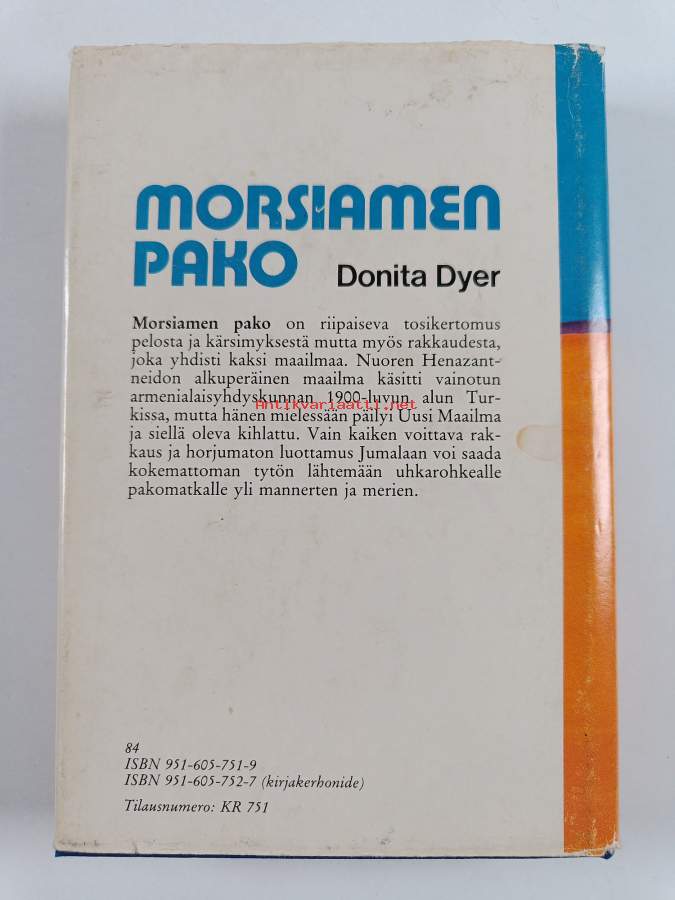 MORSIAMEN
PAKO Donita Dyer
Morsiamen pako on riipaiseva tosikertomus
pelosta ja kärsimyksestä mutta myös rakkaudesta,
joka yhdisti kaksi maailmaa. Nuoren Henazant-
neidon alkuperäinen maailma käsitti vainotun
armenialaisyhdyskunnan 1900-luvun alun Tur-
Antikvariaatti.net
kissa, mutta hänen mielessään päilyi Uusi Maailma
ja siellä oleva kihlattu. Vain kaiken voittava rak-
kaus ja horjumaton luottamus Jumalaan voi saada
kokemattoman tytön lähtemään uhkarohkealle
pakomatkalle yli mannerten ja merien.
84
ISBN 951-605-751-9
ISBN 951-605-752-7 (kirjakerhonide)
Tilausnumero: KR 751